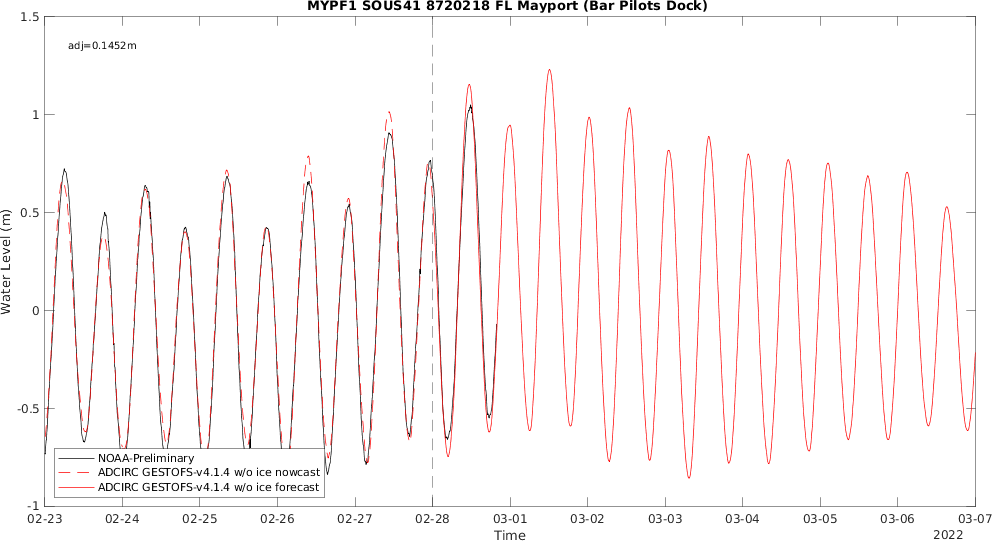 MYPF1 SOUS41 8720218 FL Mayport (Bar Pilots Dock)
1.5
adj=0.1452m
1
0.5
0
-0.5
-1
Water Level (m)
NOAA-Preliminary
ADCIRC GESTOFS-v4.1.4 w/o ice nowcast
ADCIRC GESTOFS-v4.1.4 w/o ice forecast
02-23 02-24 02-25 02-26 02-27 02-28 03-01 03-02 03-03 03-04 03-05 03-06 03-07
Time
2022